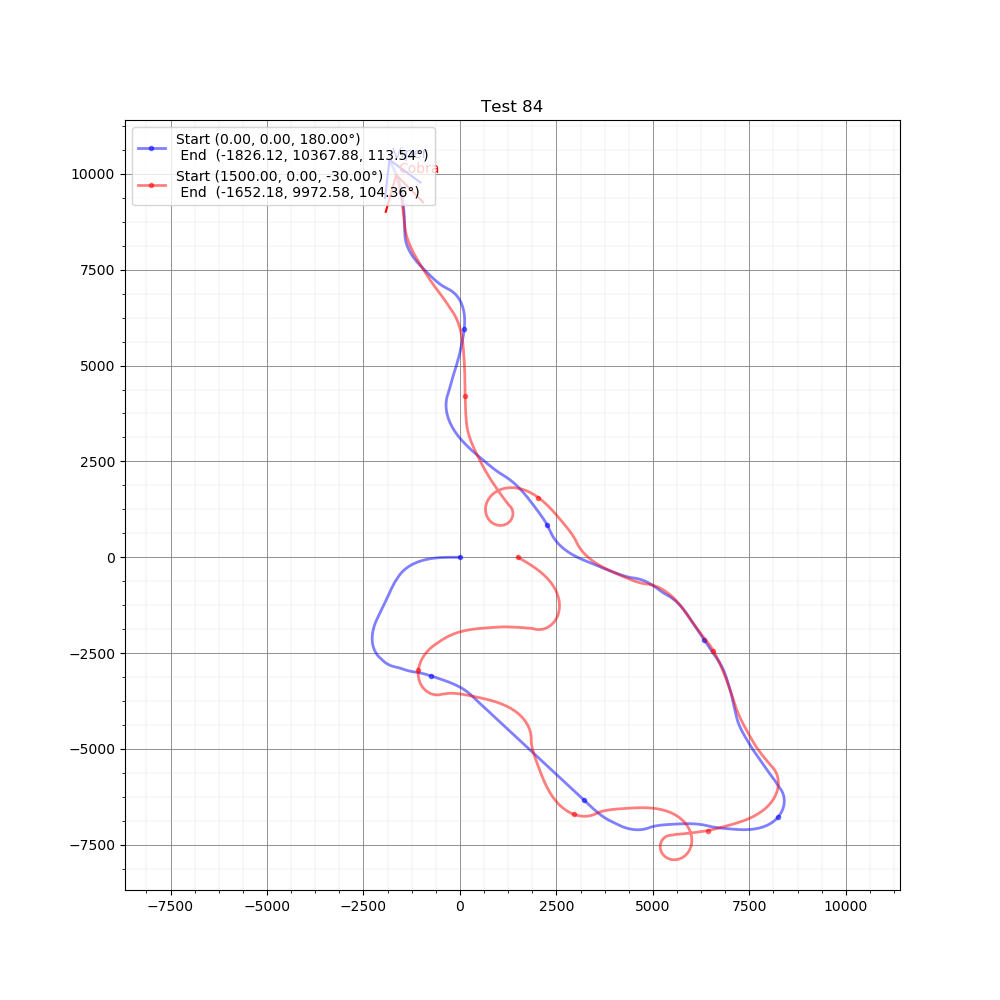 Test 84
Start (0.00, 0.00, 180.00°)
End (-1826.12, 10367.88, 113.54°)
Start (1500.00, 0.00, -30.00°)
End (-1652.18, 9972.58, 104.36°)
Cobra
10000
7500
5000
2500
0
−2500
−5000
−7500
−7500 −5000 −2500 0 2500 5000 7500 10000